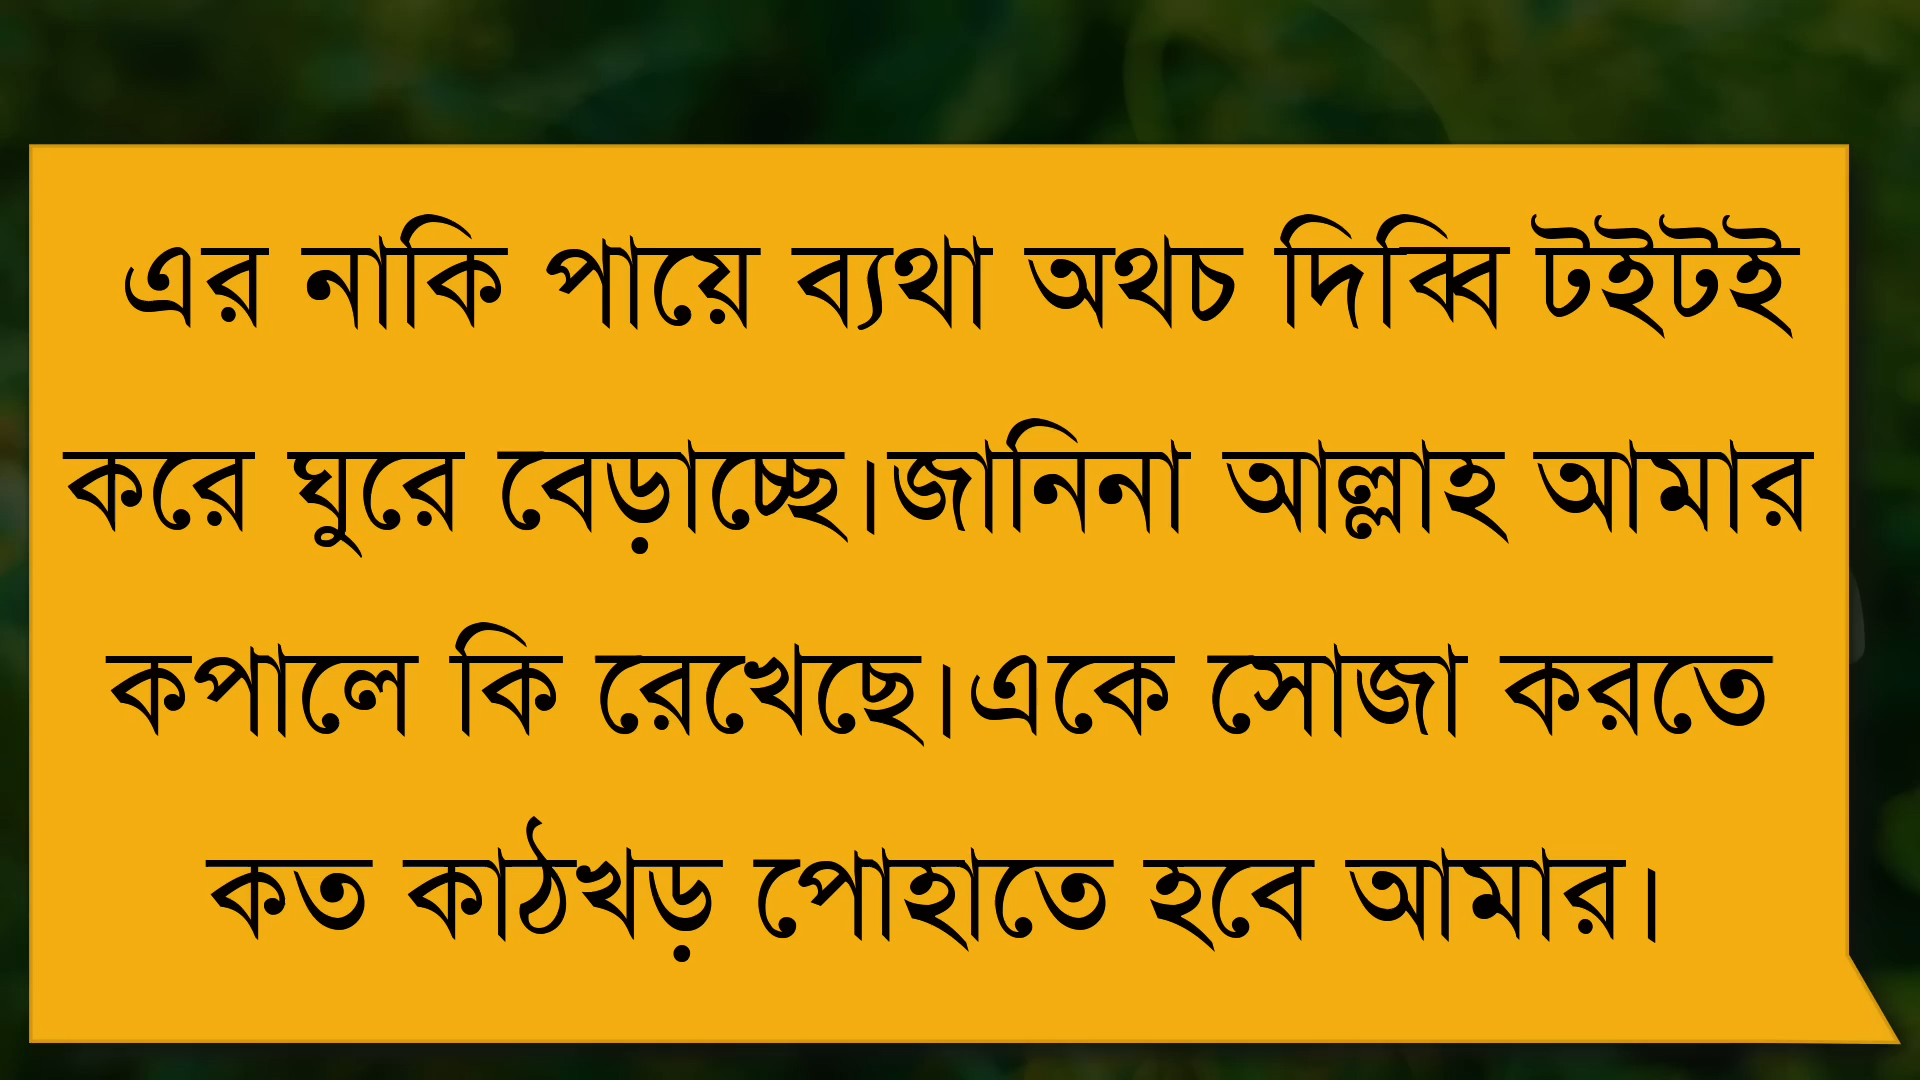 এর নাকি পায়ে ব্যথা অথচ দিব্বি টইটই
করে ঘুরে বেড়াচ্ছে।জানিনা আল্লাহ আমার
কপালে কি রেখেছে।একে সোজা করতে
কত কাঠখড় পোহাতে হবে আমার।